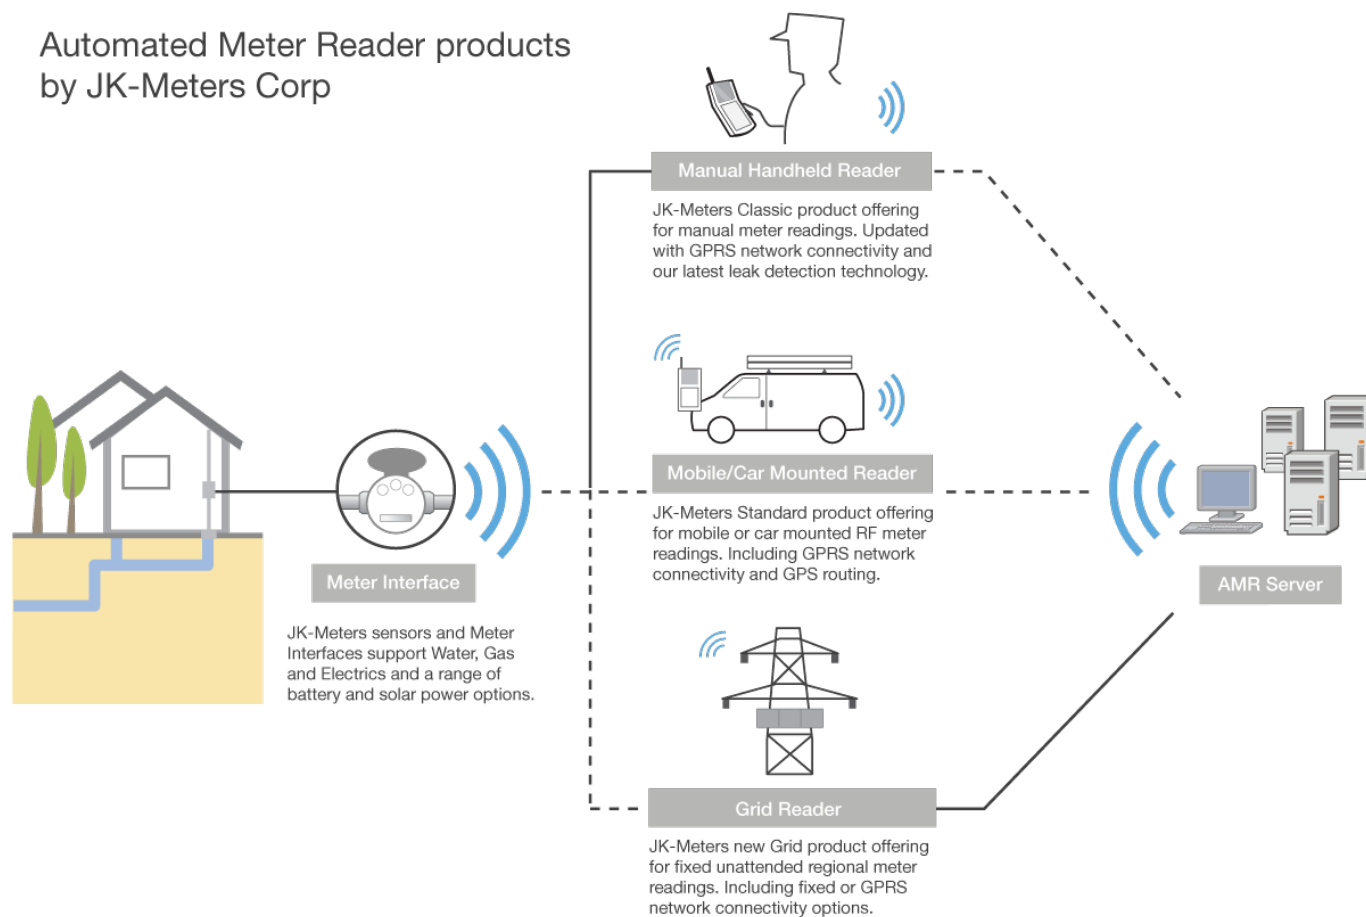 Automated Meter Reader products
by JK-Meters Corp
Manual Handheld Reader
JK-Meters Classic product offering
for manual meter readings. Updated
with GPRS network connectivity and
our latest leak detection technology.
Mobile/Car Mounted Reader
JK-Meters Standard product offering
for mobile or car mounted RF meter
readings. Including GPRS network
connectivity and GPS routing.
Meter Interface
JK-Meters sensors and Meter
Interfaces support Water, Gas
and Electrics and a range of
battery and solar power options.
AMR Server
Grid Reader
JK-Meters new Grid product offering
for fixed unattended regional meter
readings. Including fixed or GPRS
network connectivity options.